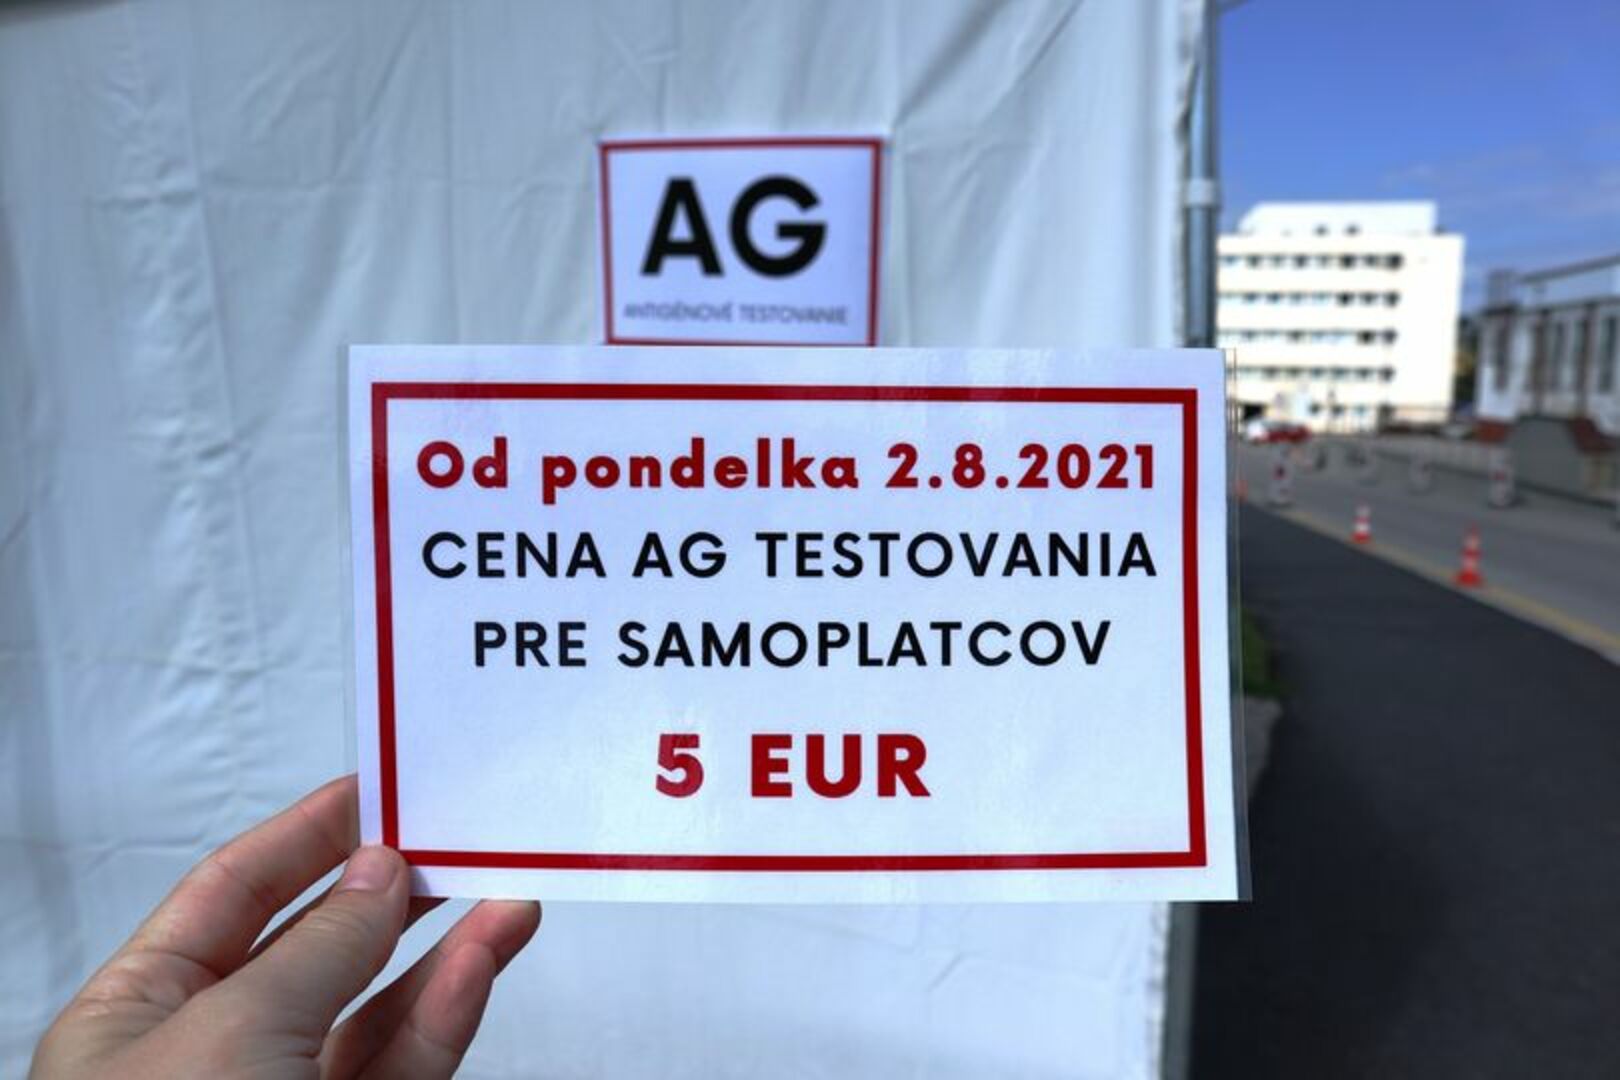 AG
ANTIGÉNOVÉ TESTOVANIE
Od pondelka 2.8.2021
CENA AG TESTOVANIA
PRE SAMOPLATCOV
5 EUR